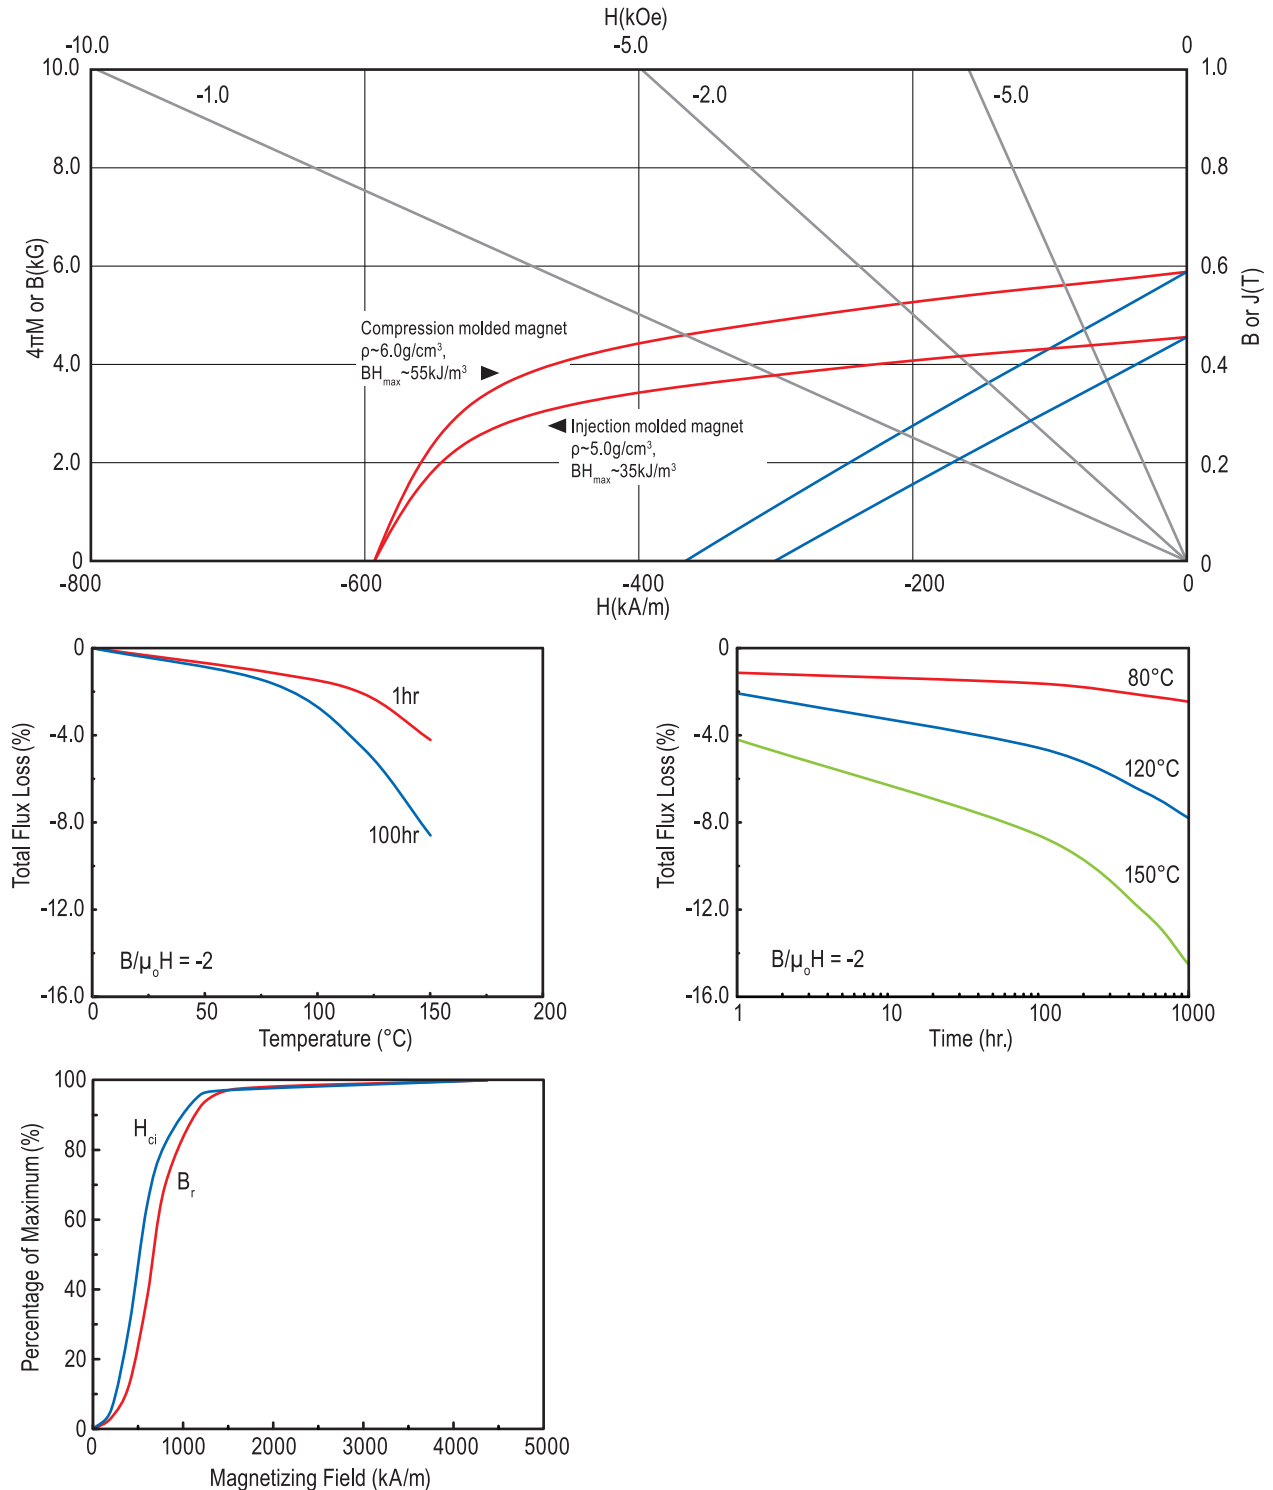 H(kOe)
-10.0 -5.0 0
10.0 1.0
-1.0 -2.0 -5.0
8.0 0.8
6.0 0.6
4πM or B(kG)
B or J(T)
Compression molded magnet
ρ~6.0g/cm³,
BHmax~55kJ/m³
4.0 0.4
Injection molded magnet
ρ~5.0g/cm³,
BHmax~35kJ/m³
2.0 0.2
0 0
-800 -600 -400 -200 0
H(kA/m)
0
-4.0
-8.0
-12.0
-16.0
Total Flux Loss (%)
1hr
100hr
B/μoH = -2
0 50 100 150 200
Temperature (°C)
0
-4.0
-8.0
-12.0
-16.0
Total Flux Loss (%)
80°C
120°C
150°C
B/μoH = -2
1 10 100 1000
Time (hr.)
100
80
60
40
20
0
Percentage of Maximum (%)
Hci
Br
0 1000 2000 3000 4000 5000
Magnetizing Field (kA/m)